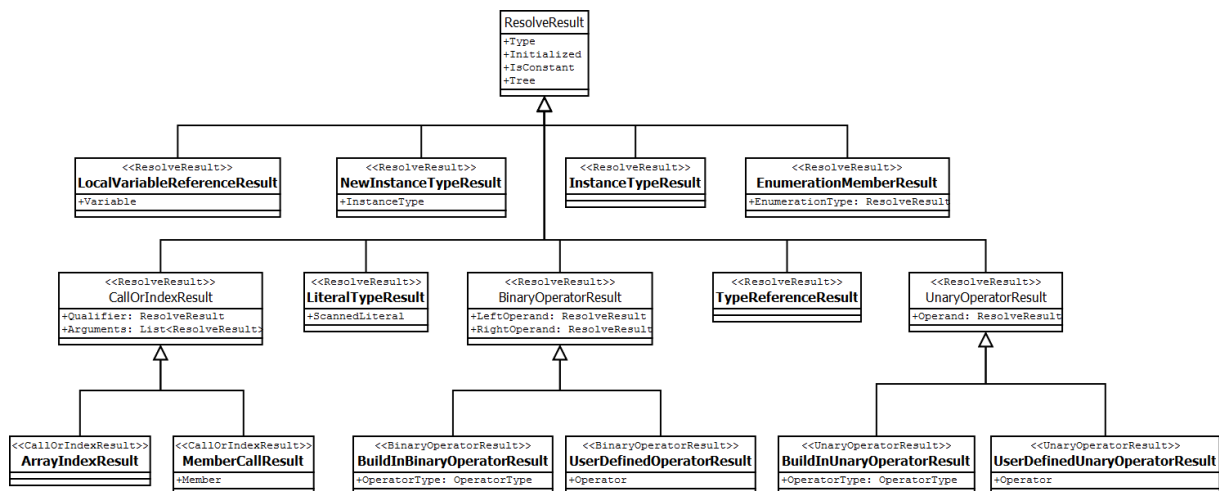 ResolveResult
+Type
+Initialized
+IsConstant
+Tree
<<ResolveResult>>
LocalVariableReferenceResult
+Variable
<<ResolveResult>>
NewInstanceTypeResult
+InstanceType
<<ResolveResult>>
InstanceTypeResult
<<ResolveResult>>
EnumerationMemberResult
+EnumerationType: ResolveResult
<<ResolveResult>>
CallOrIndexResult
+Qualifier: ResolveResult
+Arguments: List<ResolveResult>
<<ResolveResult>>
LiteralTypeResult
+ScannedLiteral
<<ResolveResult>>
BinaryOperatorResult
+LeftOperand: ResolveResult
+RightOperand: ResolveResult
<<ResolveResult>>
TypeReferenceResult
<<ResolveResult>>
UnaryOperatorResult
+Operand: ResolveResult
<<CallOrIndexResult>>
ArrayIndexResult
<<CallOrIndexResult>>
MemberCallResult
+Member
<<BinaryOperatorResult>>
BuildInBinaryOperatorResult
+OperatorType: OperatorType
<<BinaryOperatorResult>>
UserDefinedOperatorResult
+Operator
<<UnaryOperatorResult>>
BuildInUnaryOperatorResult
+OperatorType: OperatorType
<<UnaryOperatorResult>>
UserDefinedUnaryOperatorResult
+Operator